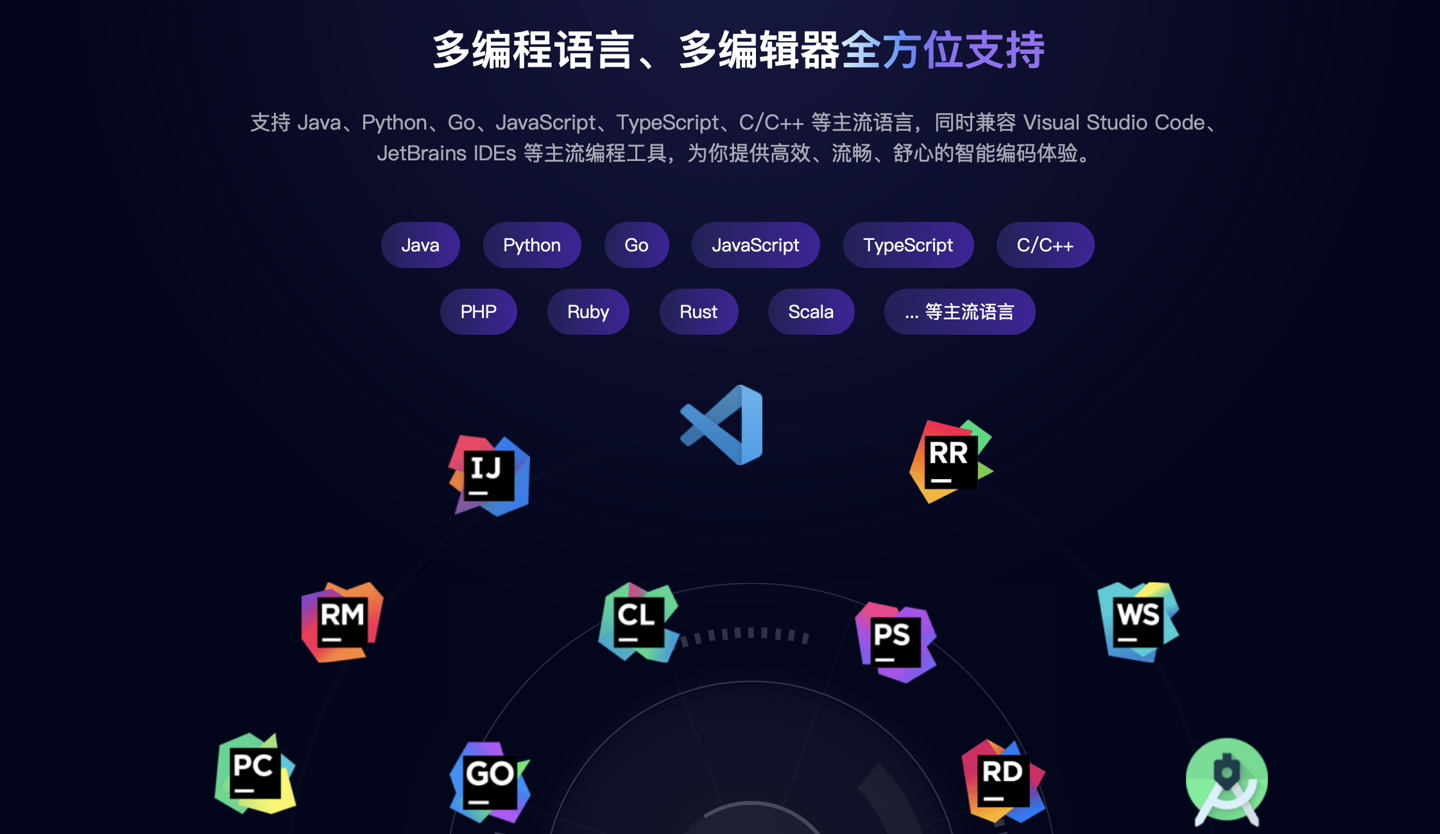 多编程语言、多编辑器全方位支持
支持 Java、Python、Go、JavaScript、TypeScript、C/C++ 等主流语言，同时兼容 Visual Studio Code、
JetBrains IDEs 等主流编程工具，为你提供高效、流畅、舒心的智能编码体验。
Java Python Go JavaScript TypeScript C/C++
PHP Ruby Rust Scala ... 等主流语言
IJ RR
RM CL PS WS
PC GO RD